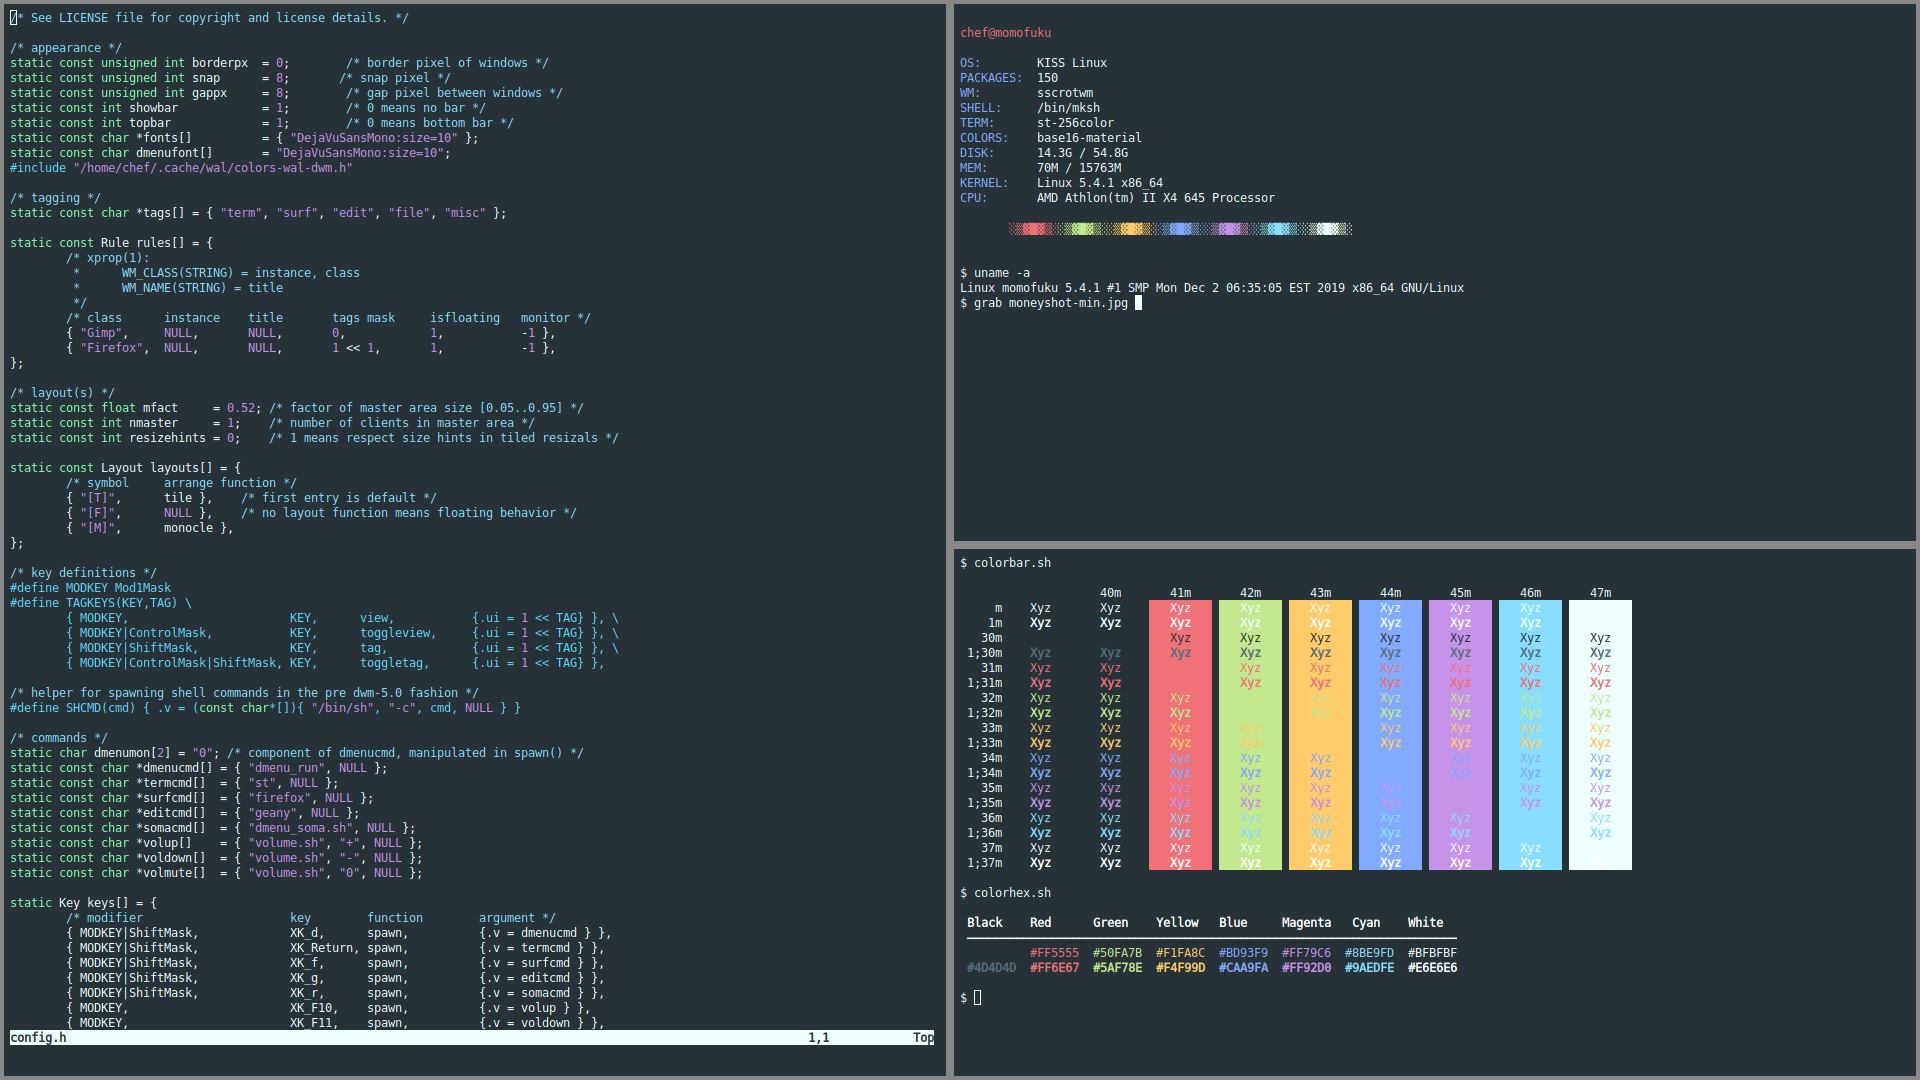 /* See LICENSE file for copyright and license details. */
/* appearance */
static const unsigned int borderpx  = 0;        /* border pixel of windows */
static const unsigned int snap      = 8;       /* snap pixel */
static const unsigned int gappx     = 8;        /* gap pixel between windows */
static const int showbar            = 1;        /* 0 means no bar */
static const int topbar             = 1;        /* 0 means bottom bar */
static const char *fonts[]          = { "DejaVuSansMono:size=10" };
static const char dmenufont[]       = "DejaVuSansMono:size=10";
#include "/home/chef/.cache/wal/colors-wal-dwm.h"
/* tagging */
static const char *tags[] = { "term", "surf", "edit", "file", "misc" };
static const Rule rules[] = {
        /* xprop(1):
         *      WM_CLASS(STRING) = instance, class
         *      WM_NAME(STRING) = title
         */
        /* class      instance    title       tags mask     isfloating   monitor */
        { "Gimp",     NULL,       NULL,       0,            1,           -1 },
        { "Firefox",  NULL,       NULL,       1 << 1,       1,           -1 },
};
/* layout(s) */
static const float mfact     = 0.52; /* factor of master area size [0.05..0.95] */
static const int nmaster     = 1;    /* number of clients in master area */
static const int resizehints = 0;    /* 1 means respect size hints in tiled resizals */
static const Layout layouts[] = {
        /* symbol     arrange function */
        { "[T]",      tile },    /* first entry is default */
        { "[F]",      NULL },    /* no layout function means floating behavior */
        { "[M]",      monocle },
};
/* key definitions */
#define MODKEY Mod1Mask
#define TAGKEYS(KEY,TAG) \
        { MODKEY,                       KEY,      view,           {.ui = 1 << TAG} }, \
        { MODKEY|ControlMask,           KEY,      toggleview,     {.ui = 1 << TAG} }, \
        { MODKEY|ShiftMask,             KEY,      tag,            {.ui = 1 << TAG} }, \
        { MODKEY|ControlMask|ShiftMask, KEY,      toggletag,      {.ui = 1 << TAG} },
/* helper for spawning shell commands in the pre dwm-5.0 fashion */
#define SHCMD(cmd) { .v = (const char*[]){ "/bin/sh", "-c", cmd, NULL } }
/* commands */
static char dmenumon[2] = "0"; /* component of dmenucmd, manipulated in spawn() */
static const char *dmenucmd[] = { "dmenu_run", NULL };
static const char *termcmd[]  = { "st", NULL };
static const char *surfcmd[]  = { "firefox", NULL };
static const char *editcmd[]  = { "geany", NULL };
static const char *somacmd[]  = { "dmenu_soma.sh", NULL };
static const char *volup[]    = { "volume.sh", "+", NULL };
static const char *voldown[]  = { "volume.sh", "-", NULL };
static const char *volmute[]  = { "volume.sh", "0", NULL };
static Key keys[] = {
        /* modifier                     key        function        argument */
        { MODKEY|ShiftMask,             XK_d,      spawn,          {.v = dmenucmd } },
        { MODKEY|ShiftMask,             XK_Return, spawn,          {.v = termcmd } },
        { MODKEY|ShiftMask,             XK_f,      spawn,          {.v = surfcmd } },
        { MODKEY|ShiftMask,             XK_g,      spawn,          {.v = editcmd } },
        { MODKEY|ShiftMask,             XK_r,      spawn,          {.v = somacmd } },
        { MODKEY,                       XK_F10,    spawn,          {.v = volup } },
        { MODKEY,                       XK_F11,    spawn,          {.v = voldown } },
config.h 1,1 Top
chef@momofuku
OS:        KISS Linux
PACKAGES:  150
WM:        sscrotwm
SHELL:     /bin/mksh
TERM:      st-256color
COLORS:    base16-material
DISK:      14.3G / 54.8G
MEM:       70M / 15763M
KERNEL:    Linux 5.4.1 x86_64
CPU:       AMD Athlon(tm) II X4 645 Processor
$ uname -a
Linux momofuku 5.4.1 #1 SMP Mon Dec 2 06:35:05 EST 2019 x86_64 GNU/Linux
$ grab moneyshot-min.jpg
$ colorbar.sh
40m 41m 42m 43m 44m 45m 46m 47m
m Xyz Xyz Xyz Xyz Xyz Xyz Xyz Xyz
1m Xyz Xyz Xyz Xyz Xyz Xyz Xyz Xyz
30m Xyz Xyz Xyz Xyz Xyz Xyz Xyz
1;30m Xyz Xyz Xyz Xyz Xyz Xyz Xyz Xyz Xyz
31m Xyz Xyz Xyz Xyz Xyz Xyz Xyz Xyz
1;31m Xyz Xyz Xyz Xyz Xyz Xyz Xyz Xyz
32m Xyz Xyz Xyz Xyz Xyz Xyz Xyz Xyz
1;32m Xyz Xyz Xyz Xyz Xyz Xyz Xyz Xyz
33m Xyz Xyz Xyz Xyz Xyz Xyz Xyz Xyz
1;33m Xyz Xyz Xyz Xyz Xyz Xyz Xyz Xyz
34m Xyz Xyz Xyz Xyz Xyz Xyz Xyz Xyz
1;34m Xyz Xyz Xyz Xyz Xyz Xyz Xyz Xyz
35m Xyz Xyz Xyz Xyz Xyz Xyz Xyz Xyz
1;35m Xyz Xyz Xyz Xyz Xyz Xyz Xyz Xyz
36m Xyz Xyz Xyz Xyz Xyz Xyz Xyz Xyz
1;36m Xyz Xyz Xyz Xyz Xyz Xyz Xyz Xyz
37m Xyz Xyz Xyz Xyz Xyz Xyz Xyz Xyz
1;37m Xyz Xyz Xyz Xyz Xyz Xyz Xyz Xyz
$ colorhex.sh
Black Red Green Yellow Blue Magenta Cyan White
#FF5555 #50FA7B #F1FA8C #BD93F9 #FF79C6 #8BE9FD #BFBFBF
#4D4D4D #FF6E67 #5AF78E #F4F99D #CAA9FA #FF92D0 #9AEDFE #E6E6E6
$